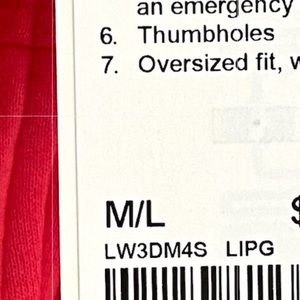 an emergency
6. Thumbholes
7. Oversized fit, w
M/L $
LW3DM4S LIPG